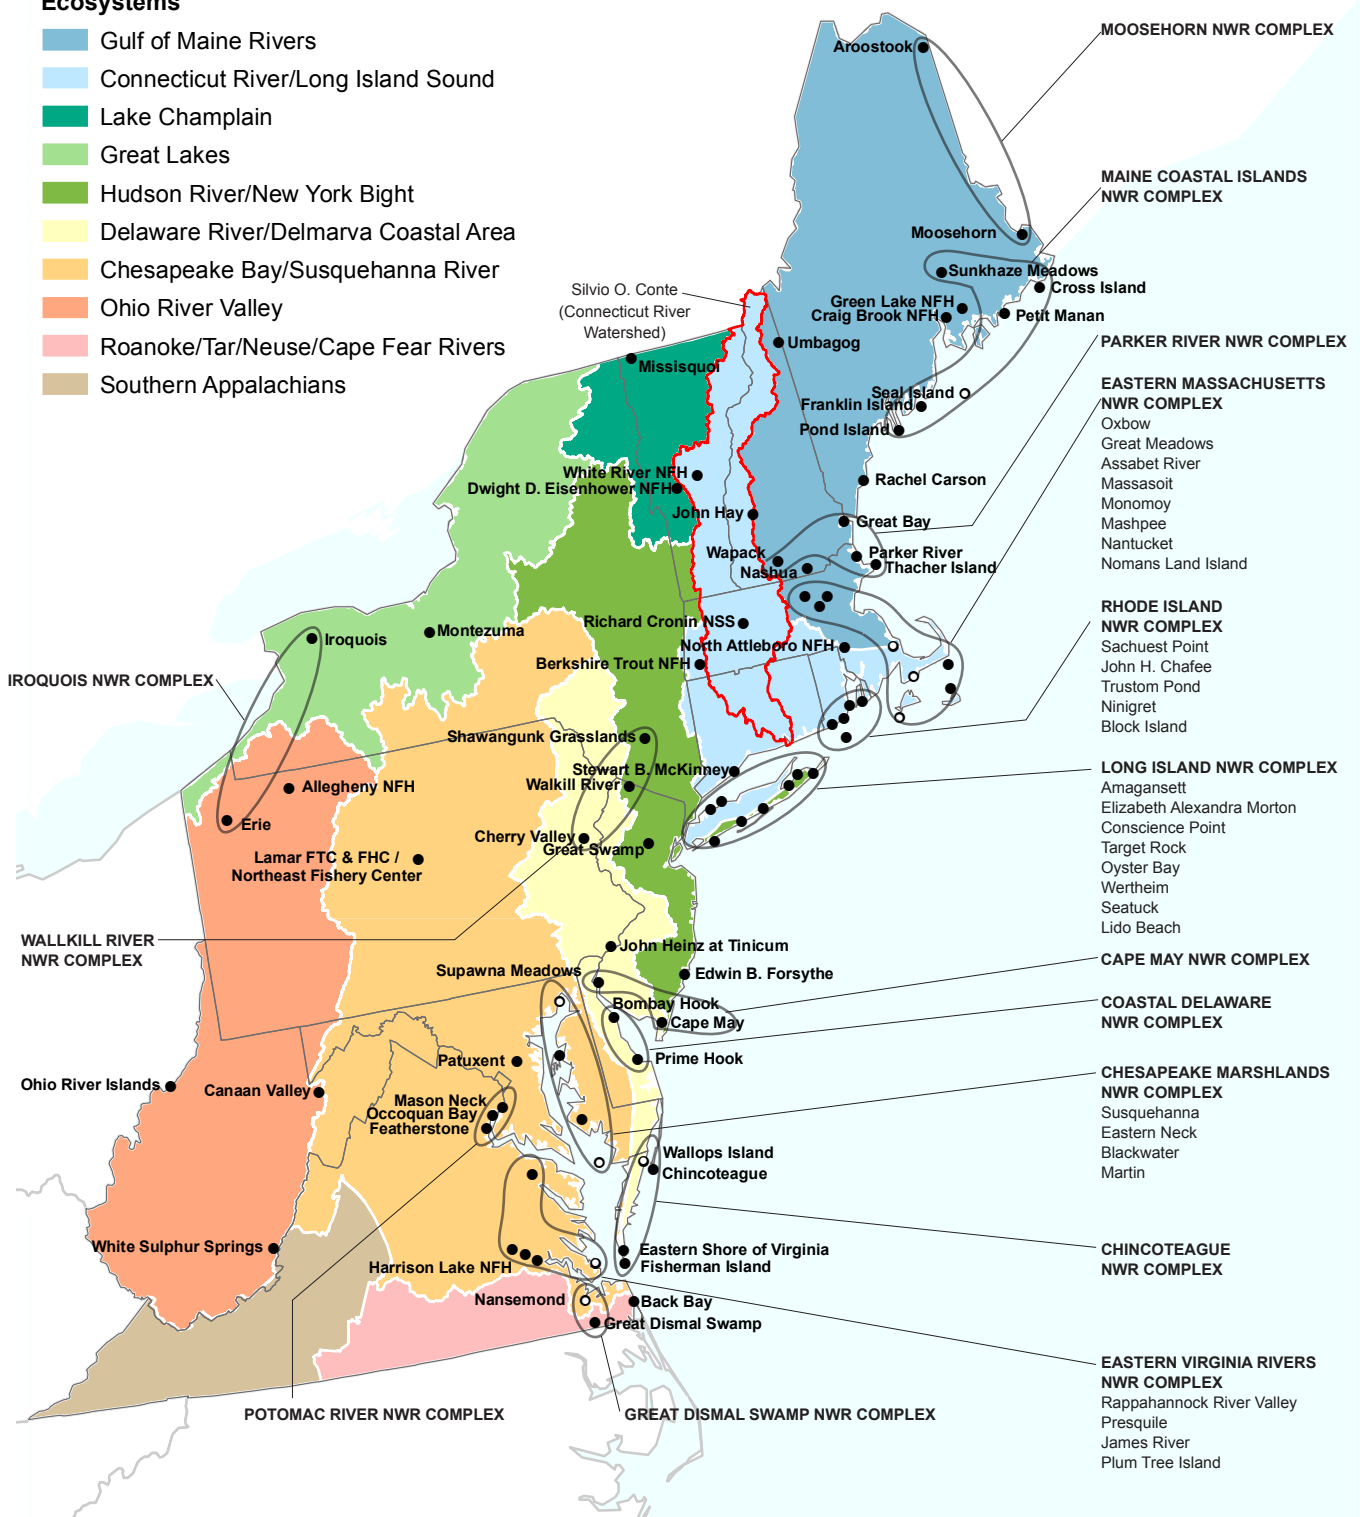 Ecosystems
Gulf of Maine Rivers
Connecticut River/Long Island Sound
Lake Champlain
Great Lakes
Hudson River/New York Bight
Delaware River/Delmarva Coastal Area
Chesapeake Bay/Susquehanna River
Ohio River Valley
Roanoke/Tar/Neuse/Cape Fear Rivers
Southern Appalachians
MOOSEHORN NWR COMPLEX
Aroostook
MAINE COASTAL ISLANDS
NWR COMPLEX
Moosehorn
Sunkhaze Meadows
Cross Island
Silvio O. Conte
(Connecticut River
Watershed)
Green Lake NFH
Craig Brook NFH
Petit Manan
Umbagog
PARKER RIVER NWR COMPLEX
Missisquoi
EASTERN MASSACHUSETTS
NWR COMPLEX
Oxbow
Great Meadows
Assabet River
Massasoit
Monomoy
Mashpee
Nantucket
Nomans Land Island
Seal Island
Franklin Island
Pond Island
White River NFH
Dwight D. Eisenhower NFH
Rachel Carson
John Hay
Great Bay
Wapack
Nashua
Parker River
Thacher Island
RHODE ISLAND
NWR COMPLEX
Sachuest Point
John H. Chafee
Trustom Pond
Ninigret
Block Island
Richard Cronin NSS
North Attleboro NFH
Berkshire Trout NFH
Iroquois
Montezuma
IROQUOIS NWR COMPLEX
Shawangunk Grasslands
Stewart B. McKinney
Walkill River
LONG ISLAND NWR COMPLEX
Amagansett
Elizabeth Alexandra Morton
Conscience Point
Target Rock
Oyster Bay
Wertheim
Seatuck
Lido Beach
Allegheny NFH
Erie
Cherry Valley
Great Swamp
Lamar FTC & FHC /
Northeast Fishery Center
WALLKILL RIVER
NWR COMPLEX
John Heinz at Tinicum
Supawna Meadows
Edwin B. Forsythe
CAPE MAY NWR COMPLEX
Bombay Hook
Cape May
COASTAL DELAWARE
NWR COMPLEX
Prime Hook
Patuxent
CHESAPEAKE MARSHLANDS
NWR COMPLEX
Susquehanna
Eastern Neck
Blackwater
Martin
Ohio River Islands
Canaan Valley
Mason Neck
Occoquan Bay
Featherstone
Wallops Island
Chincoteague
White Sulphur Springs
Eastern Shore of Virginia
Fisherman Island
CHINCOTEAGUE
NWR COMPLEX
Harrison Lake NFH
Nansemond
Back Bay
Great Dismal Swamp
EASTERN VIRGINIA RIVERS
NWR COMPLEX
Rappahannock River Valley
Presquile
James River
Plum Tree Island
POTOMAC RIVER NWR COMPLEX
GREAT DISMAL SWAMP NWR COMPLEX